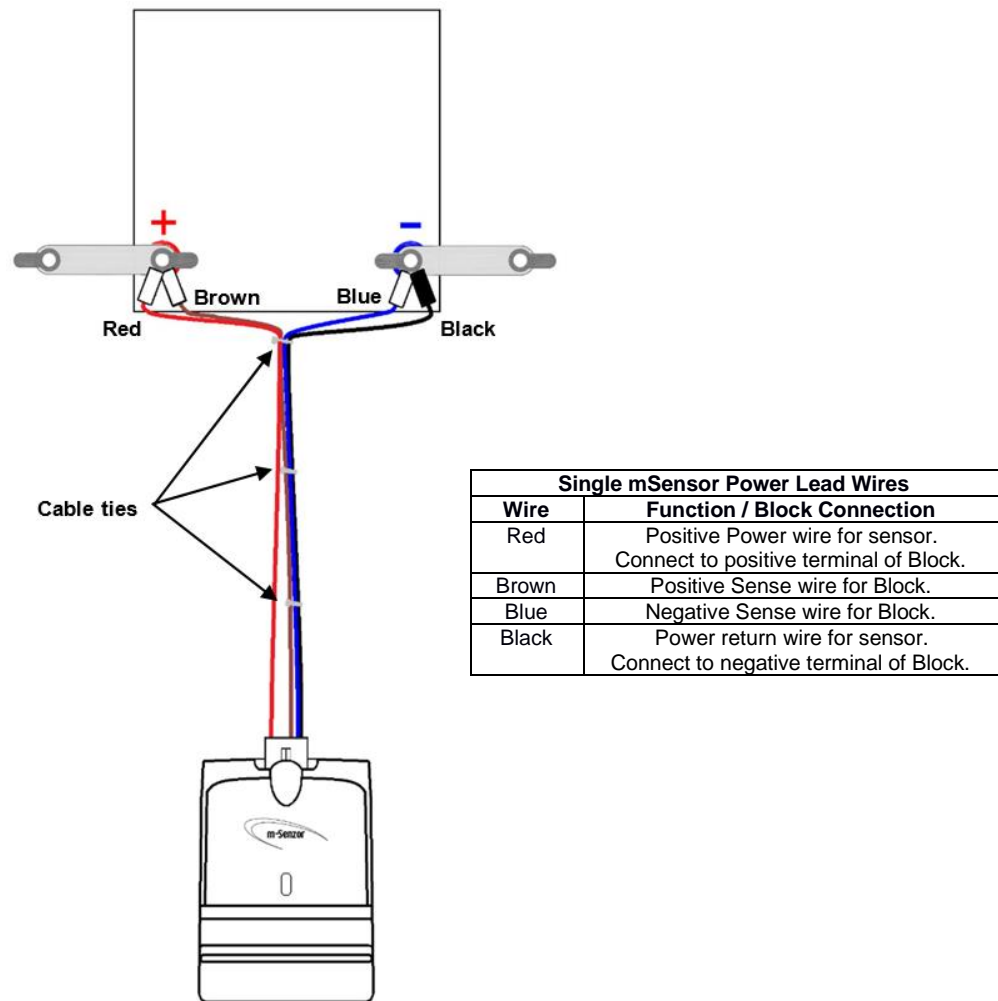 +
−
Brown
Blue
Red
Black
Cable ties
Single mSensor Power Lead Wires
Wire Function / Block Connection
Red Positive Power wire for sensor.
Connect to positive terminal of Block.
Brown Positive Sense wire for Block.
Blue Negative Sense wire for Block.
Black Power return wire for sensor.
Connect to negative terminal of Block.
m-Senzor